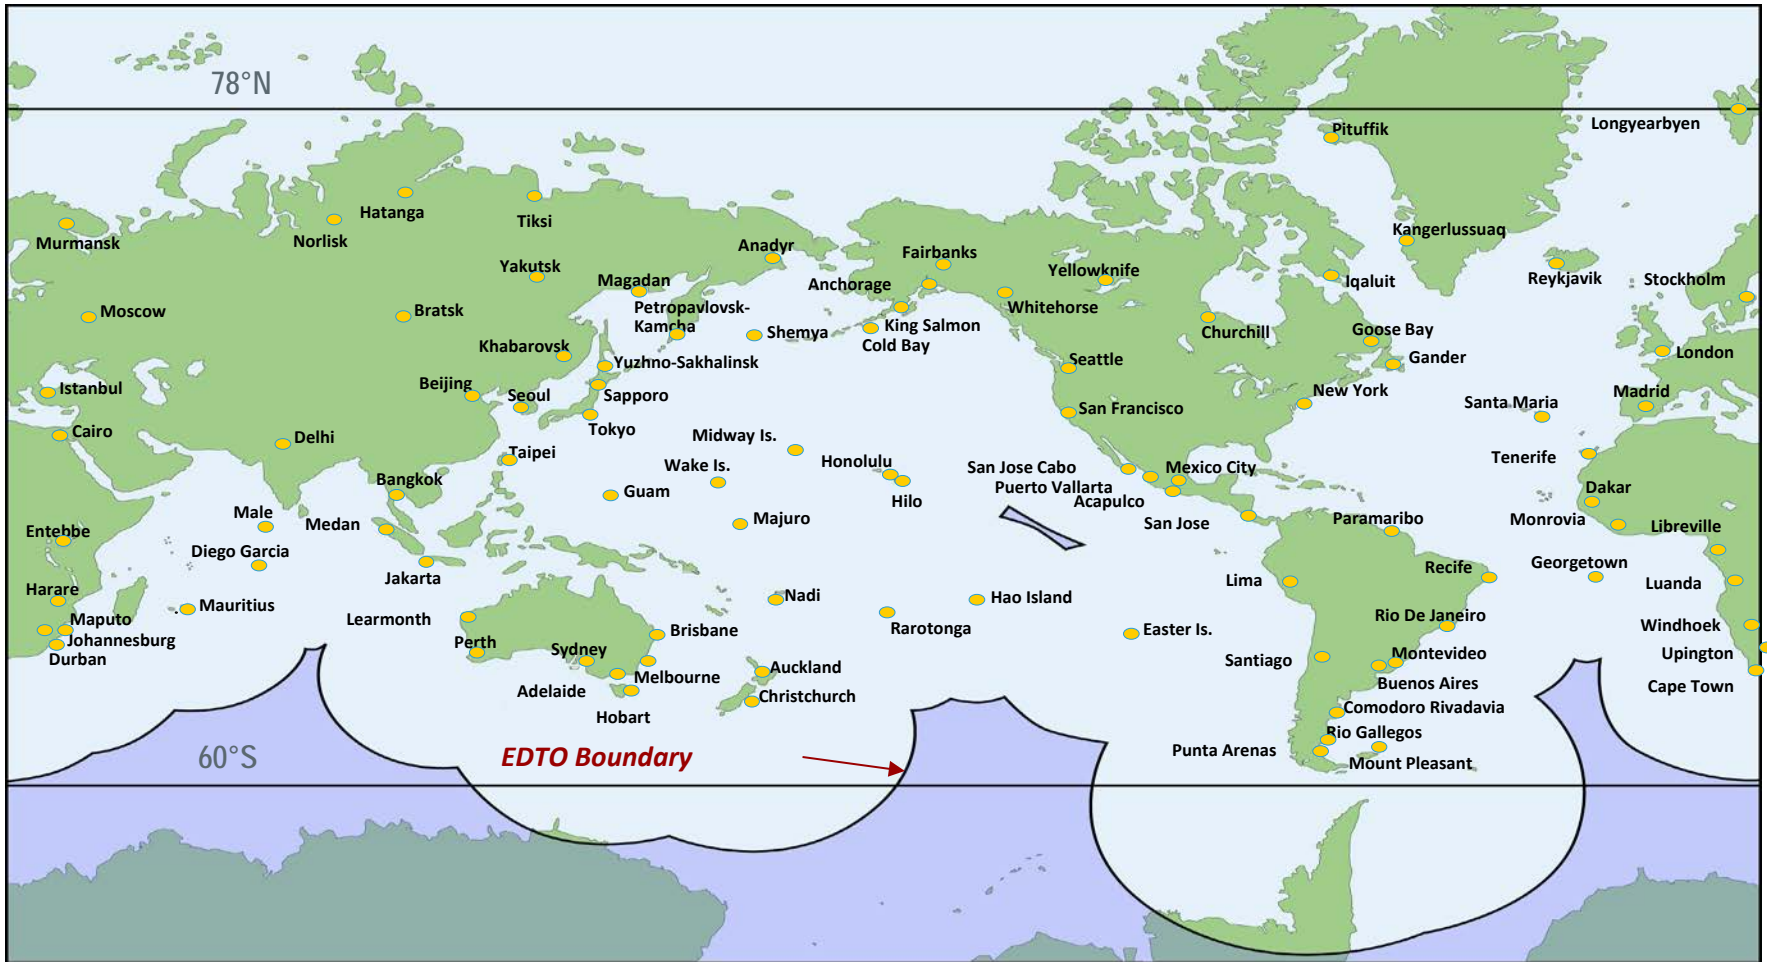 78°N
Longyearbyen
Pituffik
Hatanga
Norlisk
Tiksi
Murmansk
Kangerlussuaq
Anadyr
Fairbanks
Yakutsk
Magadan
Anchorage
Yellowknife
Iqaluit
Reykjavik
Stockholm
Moscow
Bratsk
Petropavlovsk-
Kamcha
Shemya
King Salmon
Cold Bay
Whitehorse
Churchill
Goose Bay
Gander
London
Khabarovsk
Yuzhno-Sakhalinsk
Seattle
Istanbul
Beijing
Seoul
Sapporo
New York
Santa Maria
Madrid
San Francisco
Cairo
Delhi
Tokyo
Taipei
Midway Is.
Honolulu
Hilo
Wake Is.
San Jose Cabo
Puerto Vallarta
Mexico City
Acapulco
Tenerife
Bangkok
Guam
Dakar
Male
Medan
Majuro
San Jose
Paramaribo
Monrovia
Libreville
Entebbe
Diego Garcia
Jakarta
Lima
Recife
Georgetown
Luanda
Harare
Mauritius
Learmonth
Nadi
Hao Island
Rarotonga
Rio De Janeiro
Maputo
Johannesburg
Durban
Perth
Sydney
Brisbane
Easter Is.
Windhoek
Upington
Cape Town
Adelaide
Melbourne
Hobart
Auckland
Christchurch
Santiago
Montevideo
Buenos Aires
Comodoro Rivadavia
Rio Gallegos
Punta Arenas
Mount Pleasant
60°S
EDTO Boundary